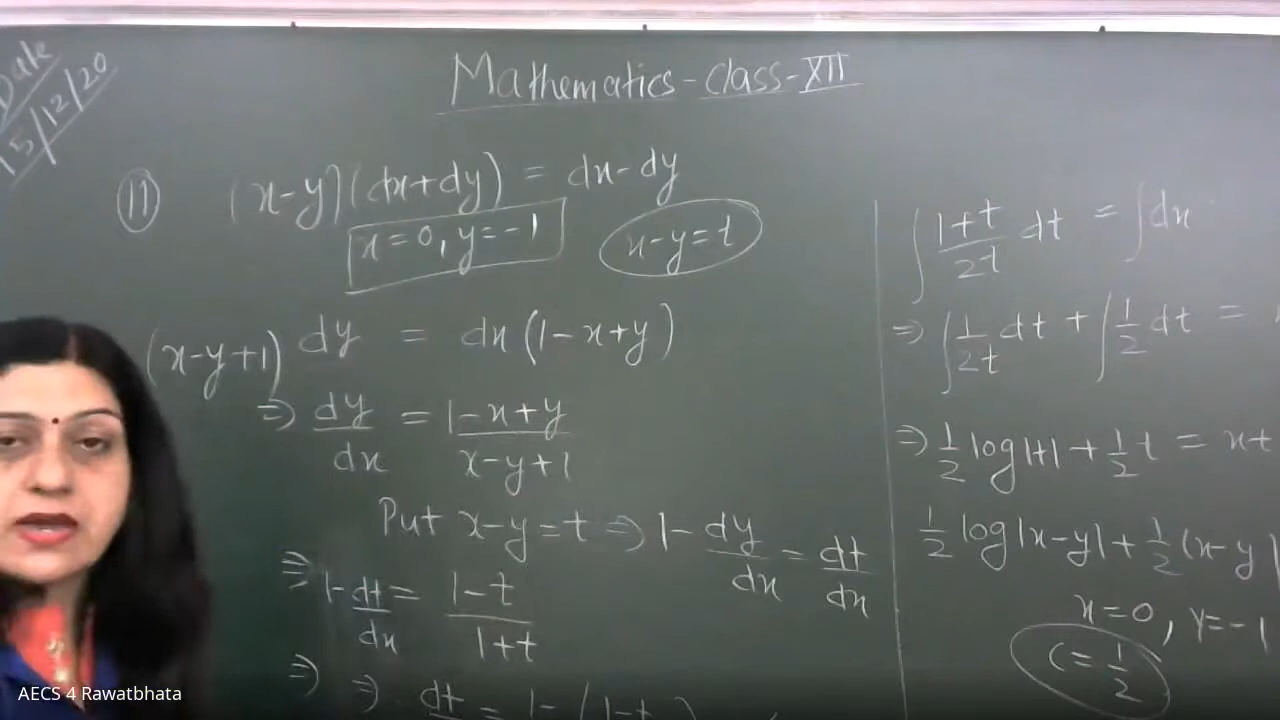 Date
15/12/20
Mathematics - Class - XII
(11) (x-y)(dx+dy) = dx-dy
x=0, y=-1
x-y=t
(x-y+1) dy = dx (1-x+y)
⇒ dy/dx = 1-x+y / x-y+1
Put x-y=t ⇒ 1 - dy/dx = dt/dx
⇒ 1 - dt/dx = 1-t / 1+t
⇒ ⇒ dt = 1 - (1-t
∫ 1+t/2t dt = ∫dx
⇒ ∫ 1/2t dt + ∫ 1/2 dt =
⇒ 1/2 log|t| + 1/2 t = x+
1/2 log|x-y| + 1/2 (x-y)
x=0, y=-1
C = 1/2
AECS 4 Rawatbhata